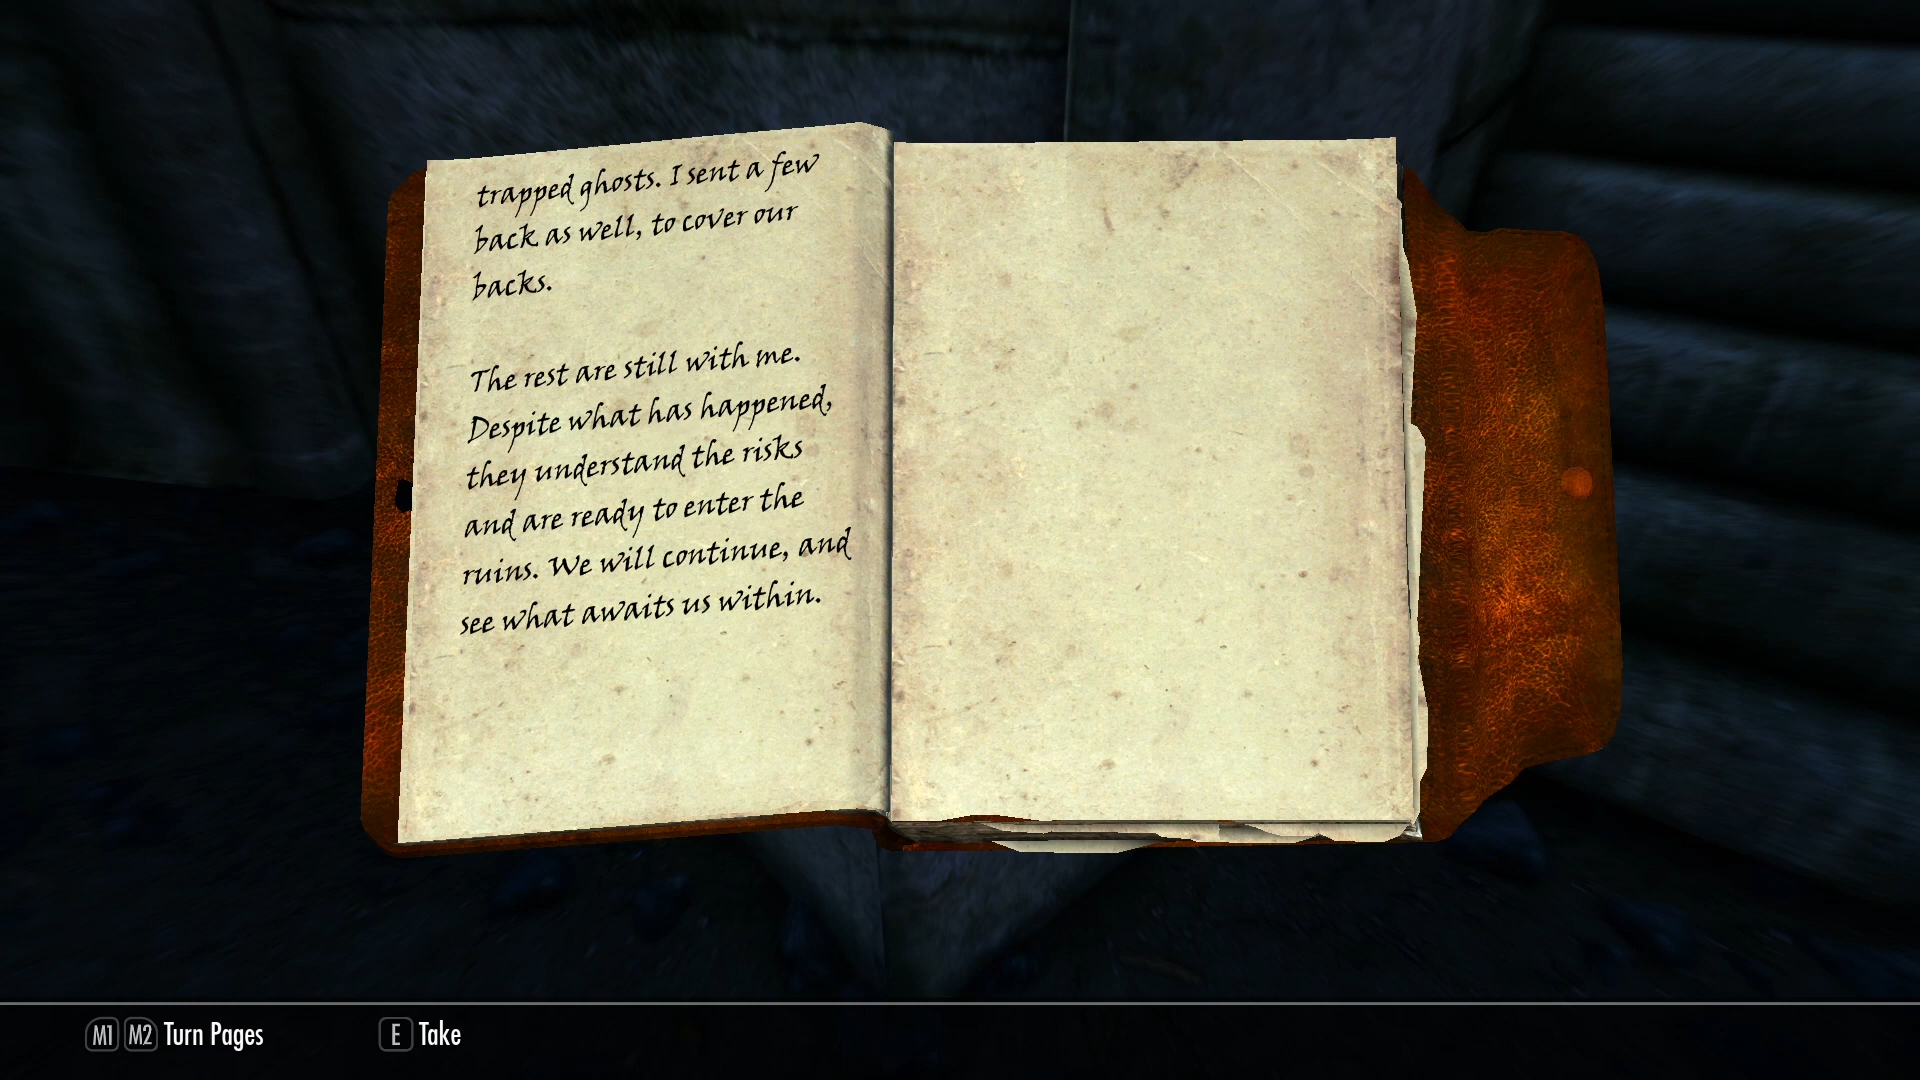 trapped ghosts. I sent a few
back as well, to cover our
backs.
The rest are still with me.
Despite what has happened,
they understand the risks
and are ready to enter the
ruins. We will continue, and
see what awaits us within.
M1 M2 Turn Pages
E Take